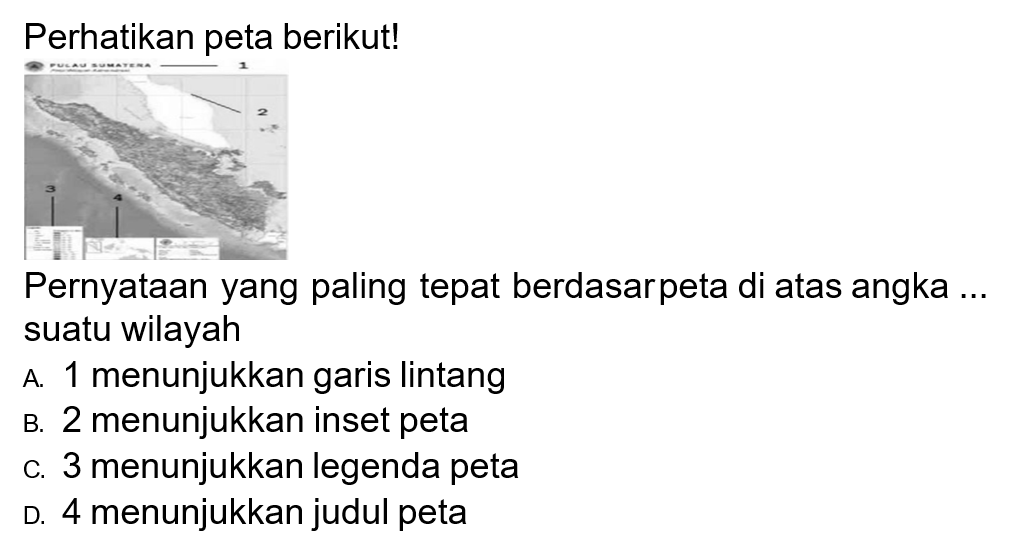 Perhatikan peta berikut!
PULAU SUMATERA 1
2
3
4
Pernyataan yang paling tepat berdasarpeta di atas angka ...
suatu wilayah
A. 1 menunjukkan garis lintang
B. 2 menunjukkan inset peta
C. 3 menunjukkan legenda peta
D. 4 menunjukkan judul peta